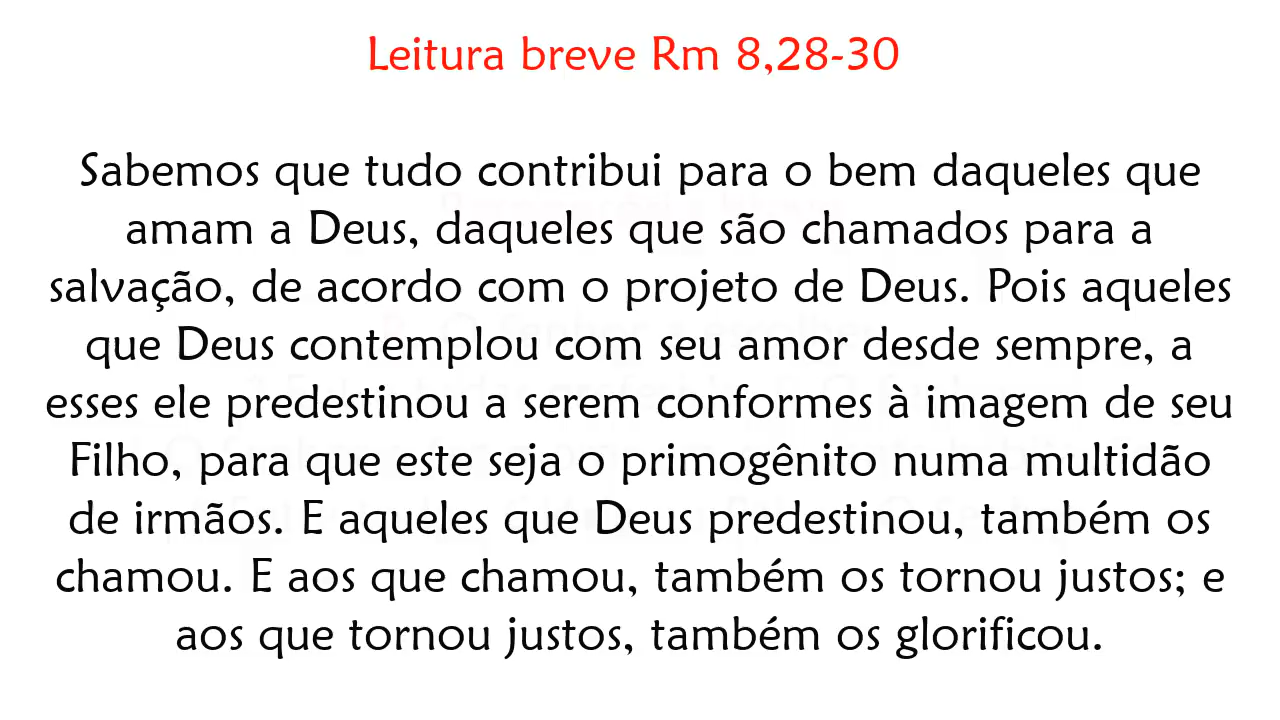 Leitura breve Rm 8,28-30
Sabemos que tudo contribui para o bem daqueles que
amam a Deus, daqueles que são chamados para a
salvação, de acordo com o projeto de Deus. Pois aqueles
que Deus contemplou com seu amor desde sempre, a
esses ele predestinou a serem conformes à imagem de seu
Filho, para que este seja o primogênito numa multidão
de irmãos. E aqueles que Deus predestinou, também os
chamou. E aos que chamou, também os tornou justos; e
aos que tornou justos, também os glorificou.